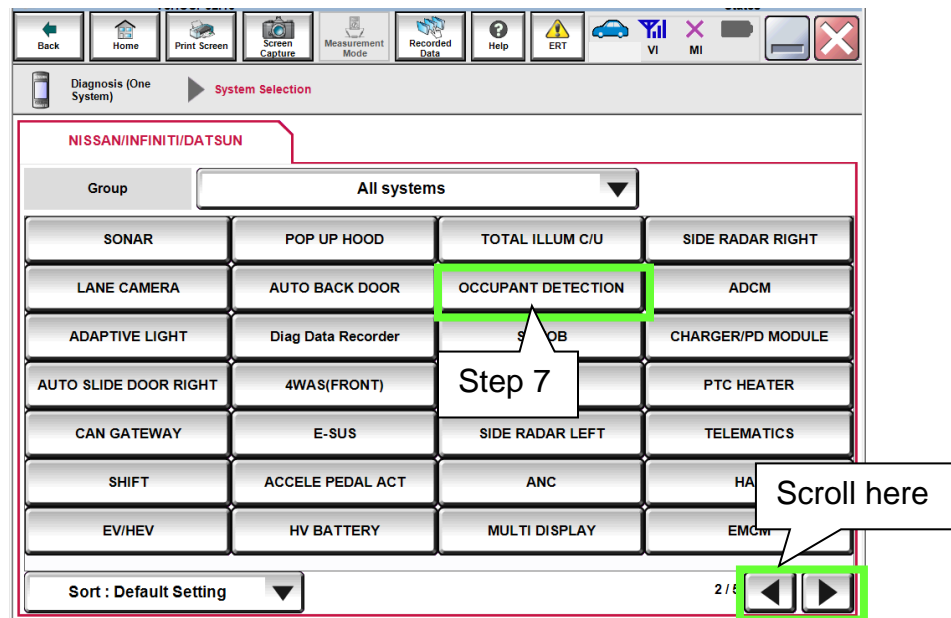 Back
Home
Print Screen
Screen
Capture
Measurement
Mode
Recorded
Data
Help
ERT
VI
MI
Diagnosis (One
System)
System Selection
NISSAN/INFINITI/DATSUN
Group
All systems
SONAR
POP UP HOOD
TOTAL ILLUM C/U
SIDE RADAR RIGHT
LANE CAMERA
AUTO BACK DOOR
OCCUPANT DETECTION
ADCM
ADAPTIVE LIGHT
Diag Data Recorder
CHARGER/PD MODULE
Step 7
AUTO SLIDE DOOR RIGHT
4WAS(FRONT)
PTC HEATER
CAN GATEWAY
E-SUS
SIDE RADAR LEFT
TELEMATICS
SHIFT
ACCELE PEDAL ACT
ANC
HA
Scroll here
EV/HEV
HV BATTERY
MULTI DISPLAY
EMCM
Sort : Default Setting
2 / 5